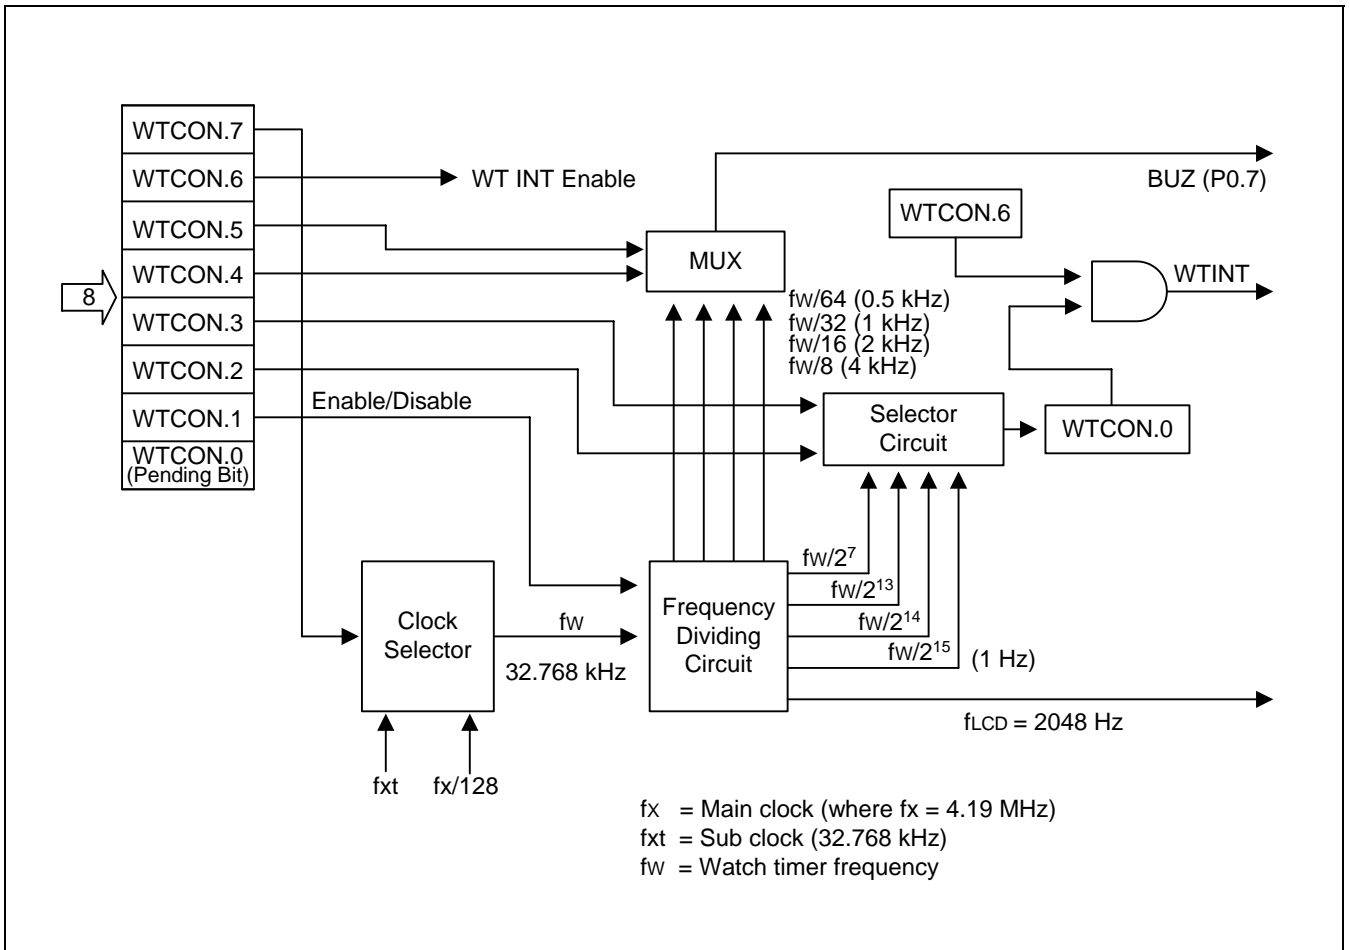 WTCON.7
WTCON.6
WTCON.5
WTCON.4
WTCON.3
WTCON.2
WTCON.1
WTCON.0
(Pending Bit)
8
WT INT Enable
Enable/Disable
MUX
BUZ (P0.7)
WTCON.6
WTINT
fW/64 (0.5 kHz)
fW/32 (1 kHz)
fW/16 (2 kHz)
fW/8 (4 kHz)
Selector
Circuit
WTCON.0
Clock
Selector
fW
32.768 kHz
Frequency
Dividing
Circuit
fW/2⁷
fW/2¹³
fW/2¹⁴
fW/2¹⁵
(1 Hz)
fLCD = 2048 Hz
fxt
fx/128
fX = Main clock (where fx = 4.19 MHz)
fxt = Sub clock (32.768 kHz)
fW = Watch timer frequency